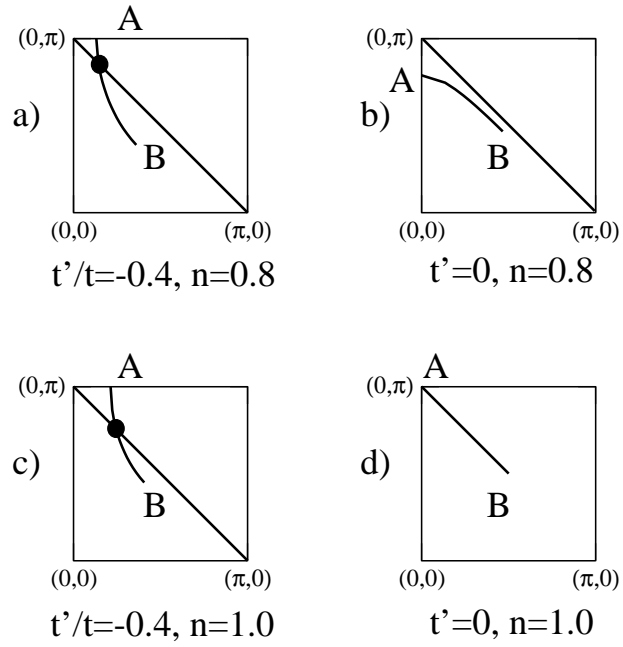 (0,π)
A
a)
B
(0,0)
(π,0)
t'/t=-0.4, n=0.8
(0,π)
A
b)
B
(0,0)
(π,0)
t'=0, n=0.8
(0,π)
A
c)
B
(0,0)
(π,0)
t'/t=-0.4, n=1.0
(0,π)
A
d)
B
(0,0)
(π,0)
t'=0, n=1.0